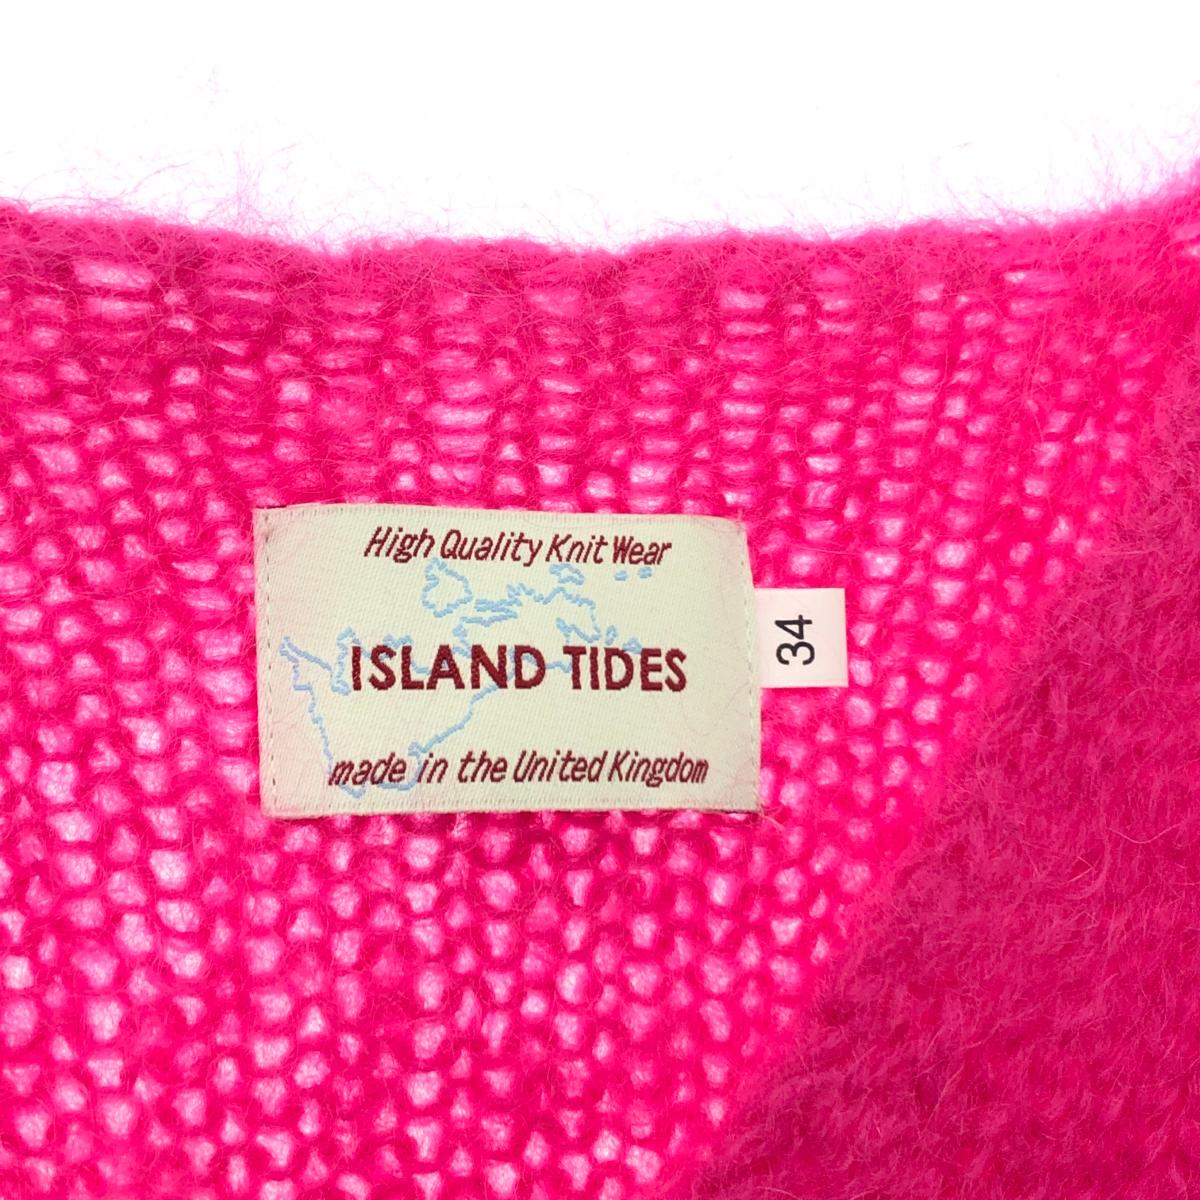 High Quality Knit Wear
ISLAND TIDES
made in the United Kingdom
34